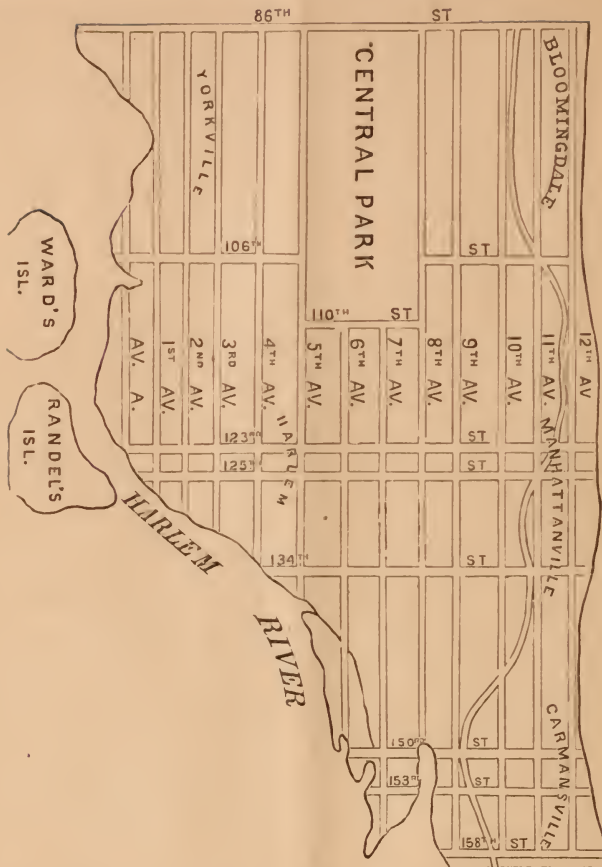 86TH ST
BLOOMINGDALE
CENTRAL PARK
YORKVILLE
106TH ST
WARD'S
ISL.
110TH ST
AV. A.
1ST AV.
2ND AV.
3RD AV.
4TH AV.
5TH AV.
6TH AV.
7TH AV.
8TH AV.
9TH AV.
10TH AV.
11TH AV.
12TH AV
RANDEL'S
ISL.
HARLEM
MANHATTANVILLE
123RD ST
125TH ST
HARLEM
RIVER
134TH ST
CARMANSVILLE
150TH ST
153RD ST
158TH ST